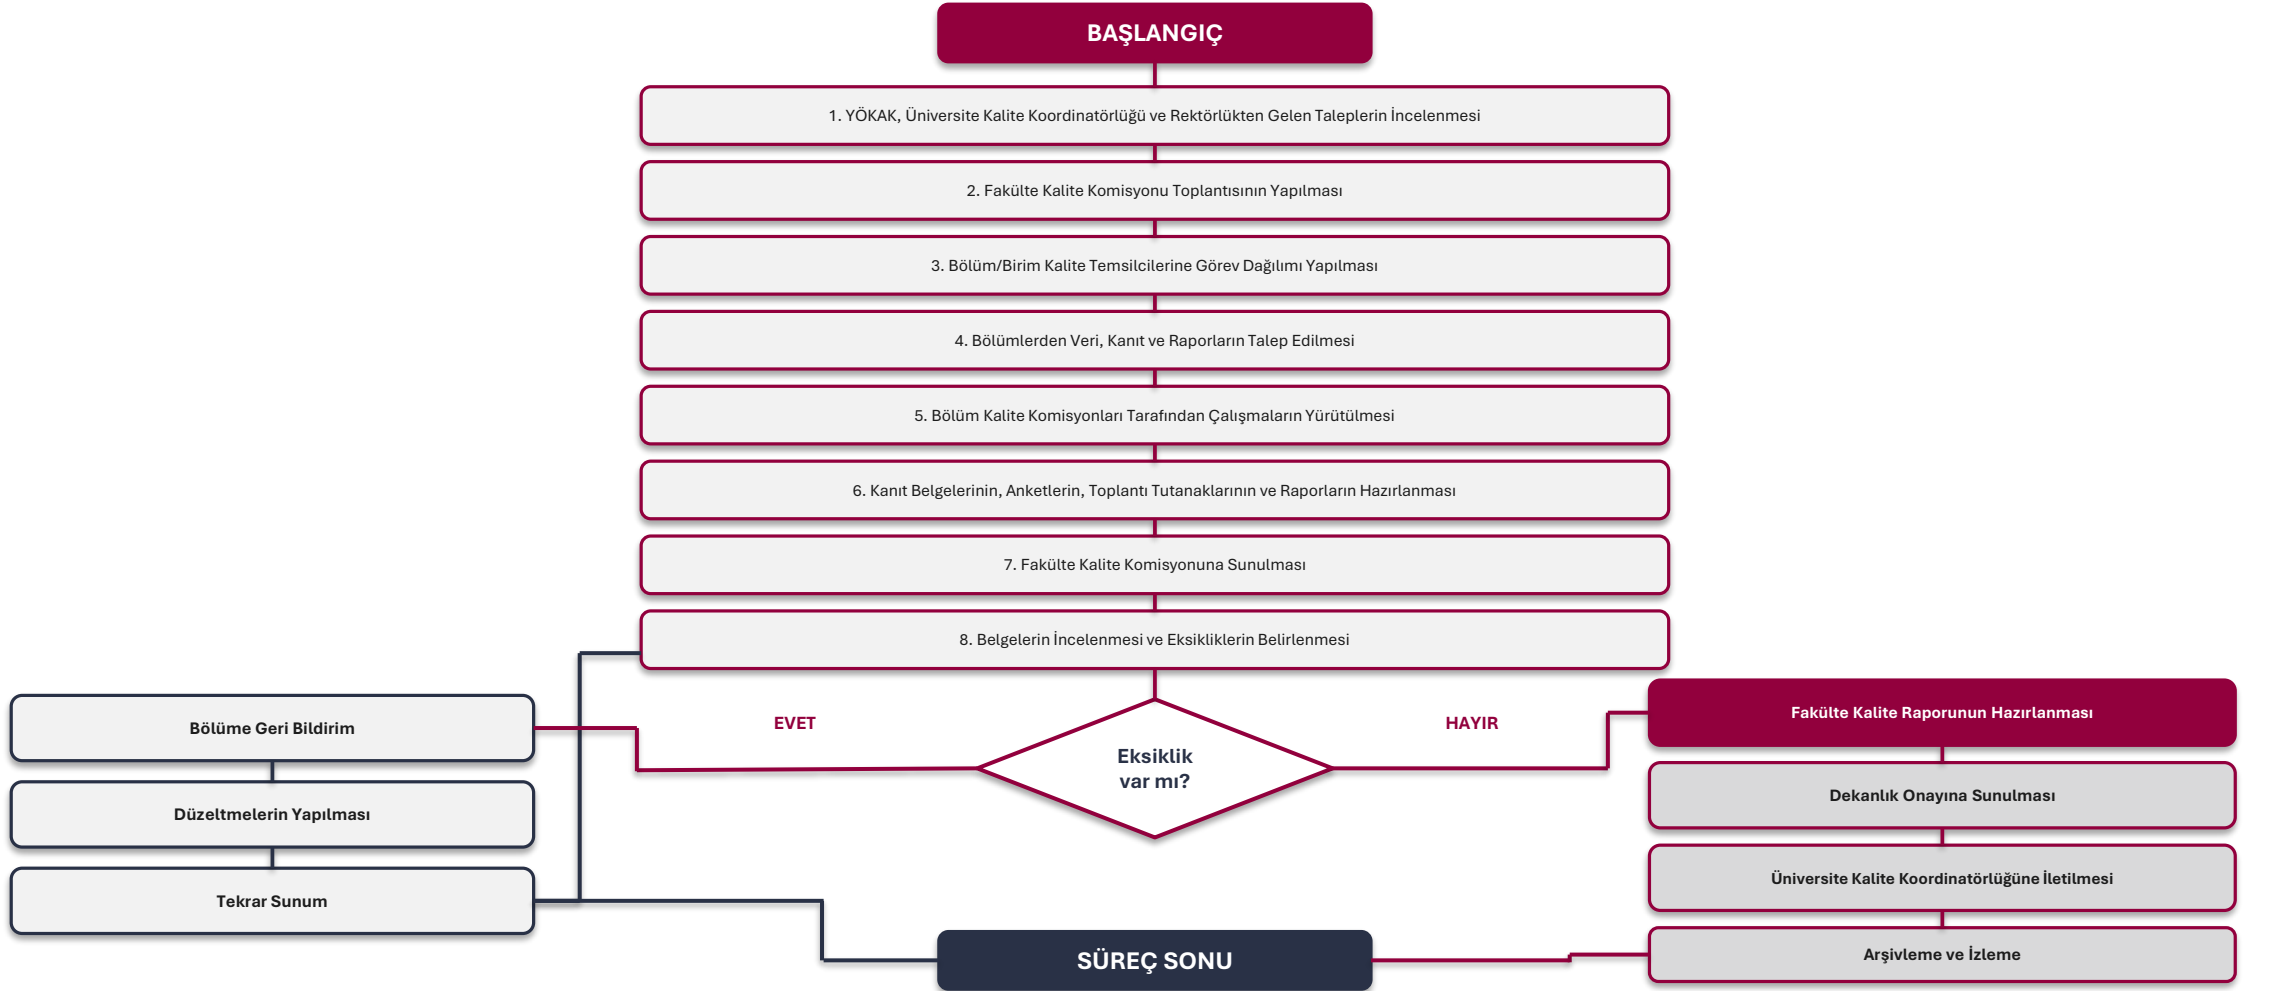 BAŞLANGIÇ
1. YÖKAK, Üniversite Kalite Koordinatörlüğü ve Rektörlükten Gelen Taleplerin İncelenmesi
2. Fakülte Kalite Komisyonu Toplantısının Yapılması
3. Bölüm/Birim Kalite Temsilcilerine Görev Dağılımı Yapılması
4. Bölümlerden Veri, Kanıt ve Raporların Talep Edilmesi
5. Bölüm Kalite Komisyonları Tarafından Çalışmaların Yürütülmesi
6. Kanıt Belgelerinin, Anketlerin, Toplantı Tutanaklarının ve Raporların Hazırlanması
7. Fakülte Kalite Komisyonuna Sunulması
8. Belgelerin İncelenmesi ve Eksikliklerin Belirlenmesi
Eksiklik
var mı?
EVET
Bölüme Geri Bildirim
Düzeltmelerin Yapılması
Tekrar Sunum
HAYIR
Fakülte Kalite Raporunun Hazırlanması
Dekanlık Onayına Sunulması
Üniversite Kalite Koordinatörlüğüne İletilmesi
Arşivleme ve İzleme
SÜREÇ SONU